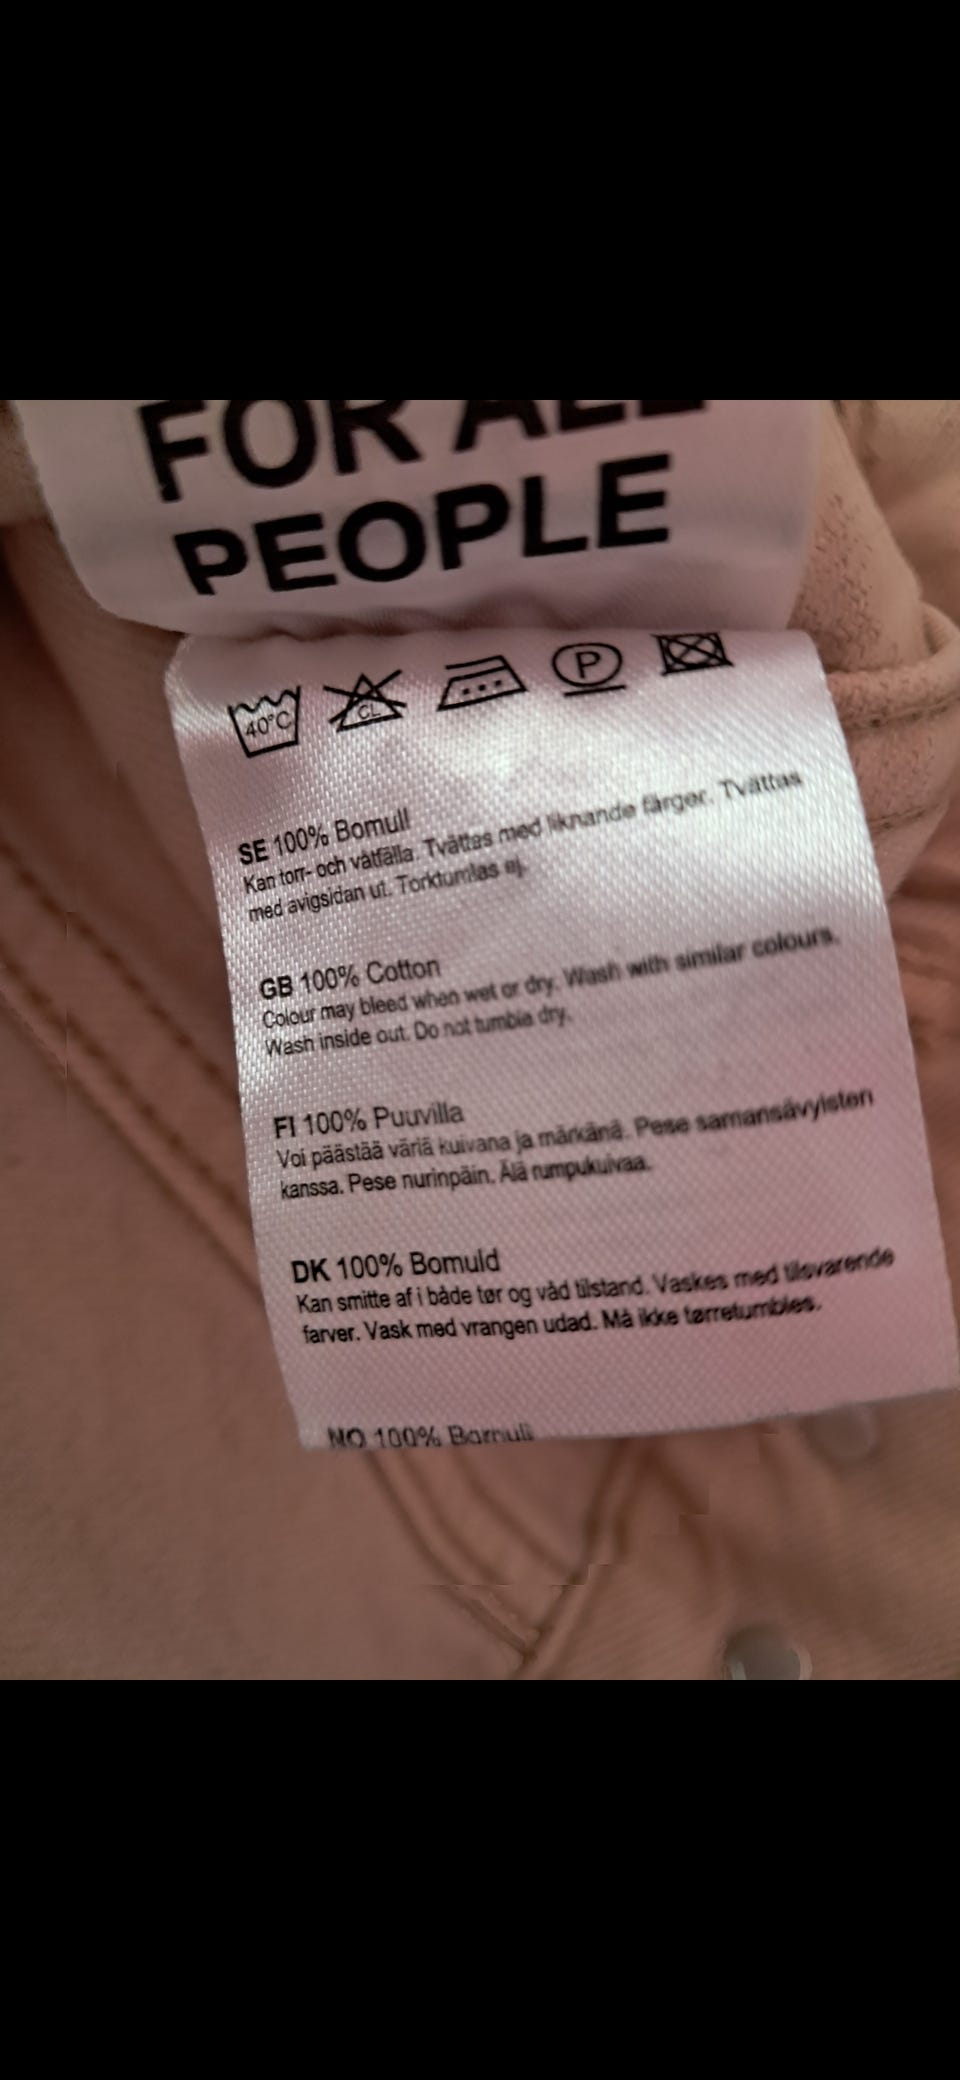 FOR ALL
PEOPLE
40°C CL P
SE 100% Bomull
Kan torr- och våtfälla. Tvättas med liknande färger. Tvättas
med avigsidan ut. Torktumlas ej.
GB 100% Cotton
Colour may bleed when wet or dry. Wash with similar colours.
Wash inside out. Do not tumble dry.
FI 100% Puuvilla
Voi päästää väriä kuivana ja märkänä. Pese samansävyisten
kanssa. Pese nurinpäin. Älä rumpukuivaa.
DK 100% Bomuld
Kan smitte af i både tør og våd tilstand. Vaskes med tilsvarende
farver. Vask med vrangen udad. Må ikke tørretumbles.
NO 100% Bomull